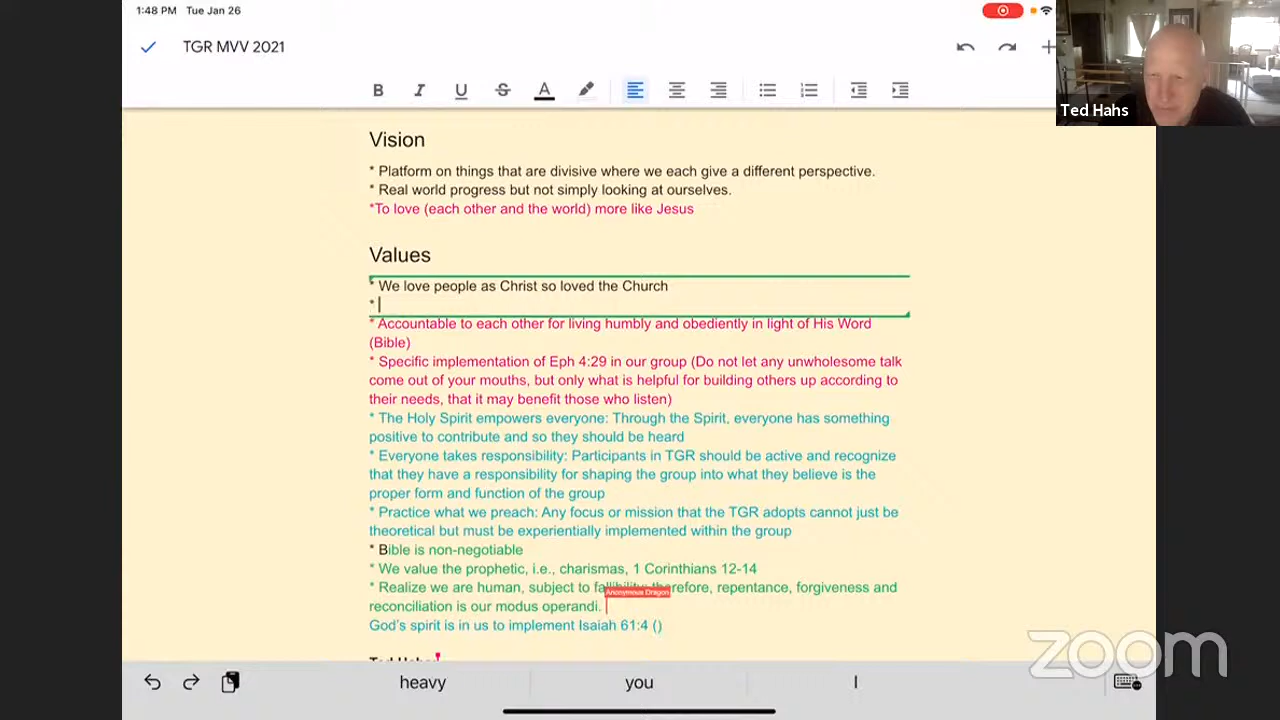 1:48 PM Tue Jan 26
TGR MVV 2021
B I U S A
Ted Hahs
Vision
* Platform on things that are divisive where we each give a different perspective.
* Real world progress but not simply looking at ourselves.
*To love (each other and the world) more like Jesus
Values
* We love people as Christ so loved the Church
*
* Accountable to each other for living humbly and obediently in light of His Word
(Bible)
* Specific implementation of Eph 4:29 in our group (Do not let any unwholesome talk
come out of your mouths, but only what is helpful for building others up according to
their needs, that it may benefit those who listen)
* The Holy Spirit empowers everyone: Through the Spirit, everyone has something
positive to contribute and so they should be heard
* Everyone takes responsibility: Participants in TGR should be active and recognize
that they have a responsibility for shaping the group into what they believe is the
proper form and function of the group
* Practice what we preach: Any focus or mission that the TGR adopts cannot just be
theoretical but must be experientially implemented within the group
* Bible is non-negotiable
* We value the prophetic, i.e., charismas, 1 Corinthians 12-14
* Realize we are human, subject to fallibility; therefore, repentance, forgiveness and
Anonymous Dragon
reconciliation is our modus operandi.
God's spirit is in us to implement Isaiah 61:4 ()
zoom
heavy you I